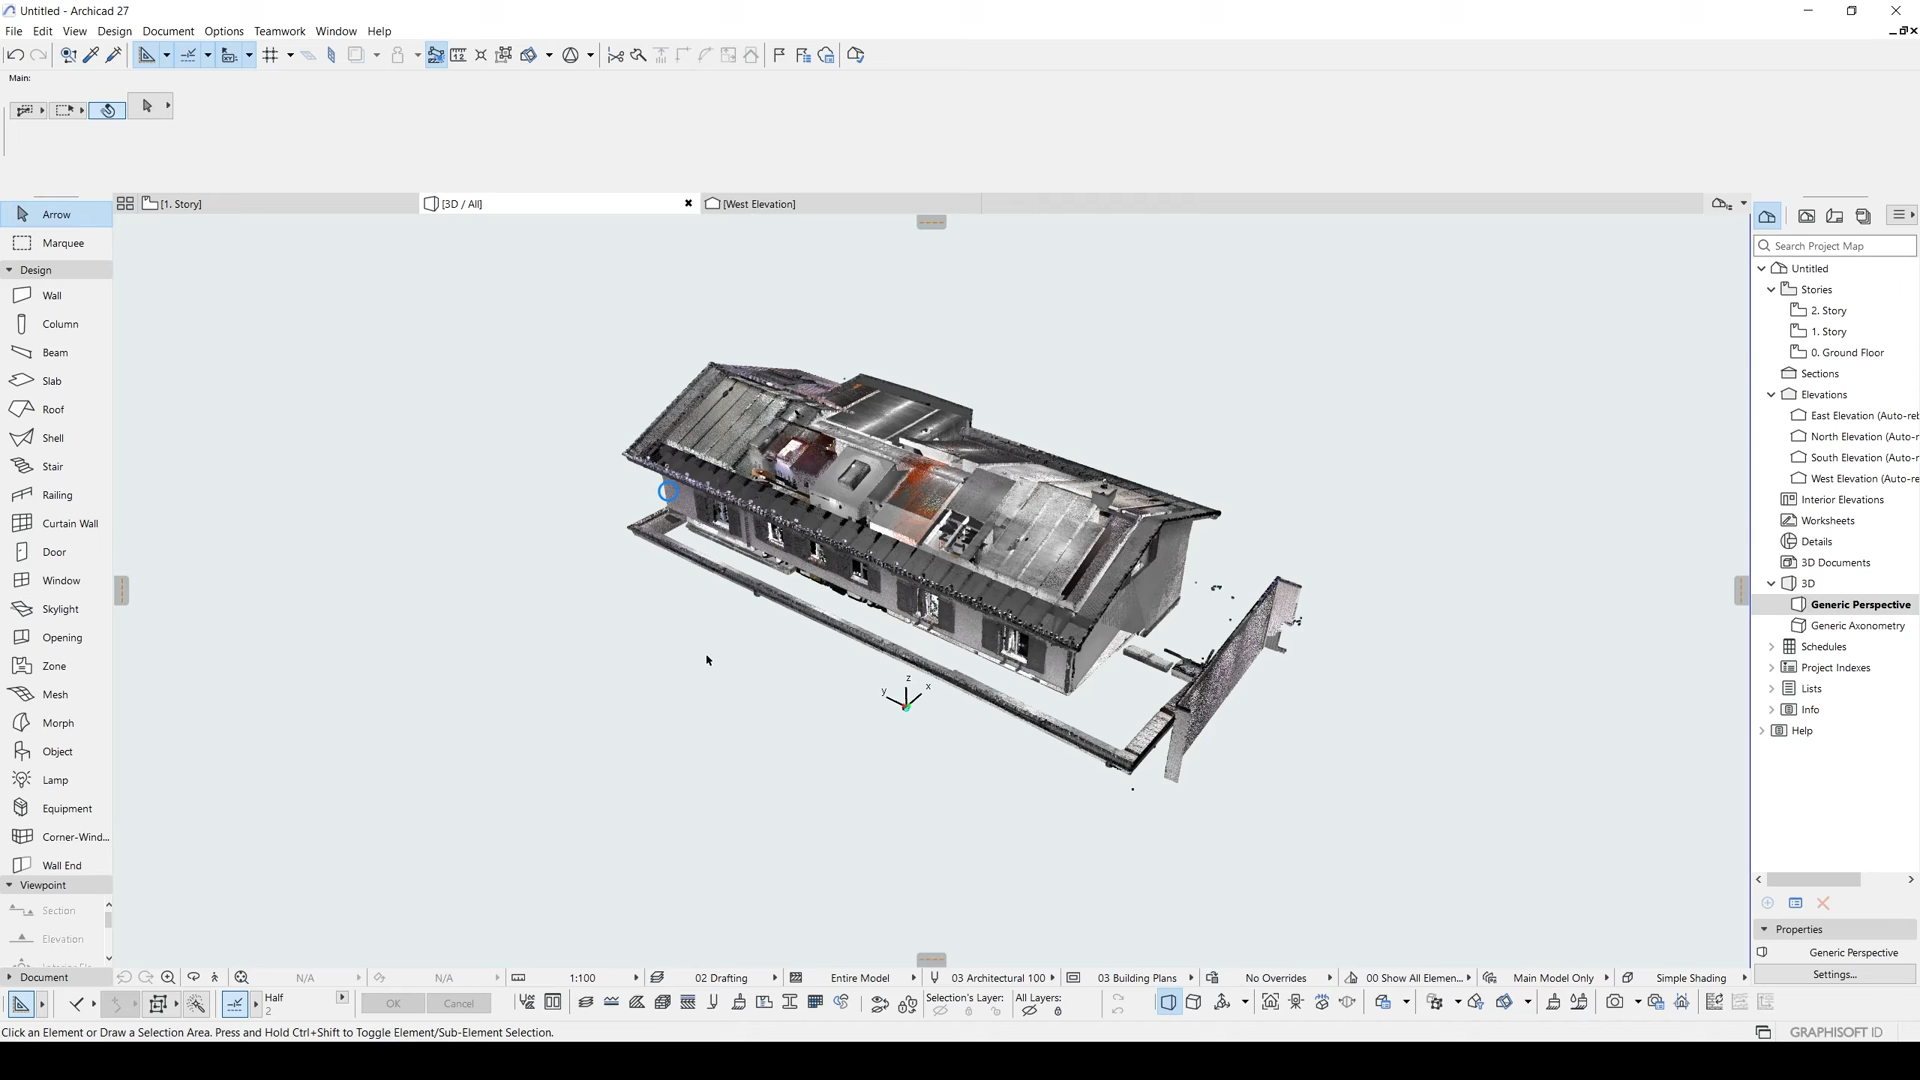 Untitled - Archicad 27
File Edit View Design Document Options Teamwork Window Help
Main:
[1. Story] [3D / All] [West Elevation]
Arrow
Marquee
Design
Wall
Column
Beam
Slab
Roof
Shell
Stair
Railing
Curtain Wall
Door
Window
Skylight
Opening
Zone
Mesh
Morph
Object
Lamp
Equipment
Corner-Wind...
Wall End
Viewpoint
Section
Elevation
Document
z
y
x
Search Project Map
Untitled
Stories
2. Story
1. Story
0. Ground Floor
Sections
Elevations
East Elevation (Auto-reb
North Elevation (Auto-r
South Elevation (Auto-r
West Elevation (Auto-re
Interior Elevations
Worksheets
Details
3D Documents
3D
Generic Perspective
Generic Axonometry
Schedules
Project Indexes
Lists
Info
Help
Properties
Generic Perspective
Settings...
N/A N/A 1:100 02 Drafting Entire Model 03 Architectural 100 03 Building Plans No Overrides 00 Show All Elemen... Main Model Only Simple Shading
Half
2
OK Cancel
Selection's Layer: All Layers:
Click an Element or Draw a Selection Area. Press and Hold Ctrl+Shift to Toggle Element/Sub-Element Selection.
GRAPHISOFT ID